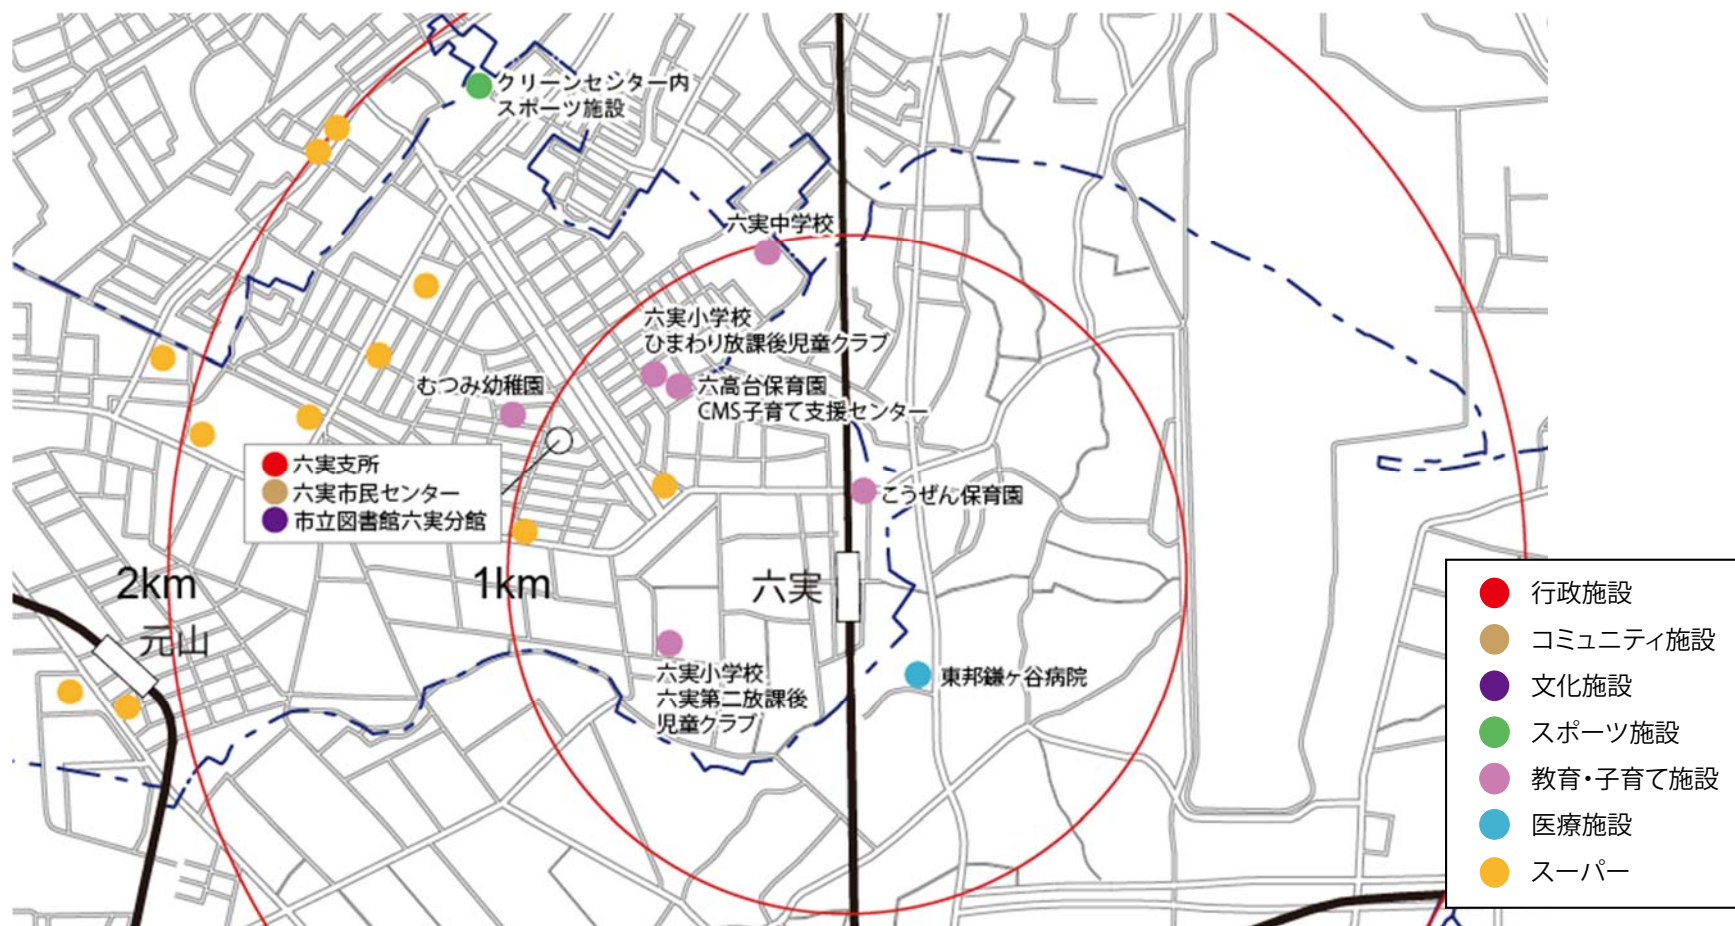 クリーンセンター内
スポーツ施設
六実中学校
六実小学校
ひまわり放課後児童クラブ
むつみ幼稚園
六高台保育園
CMS子育て支援センター
六実支所
六実市民センター
市立図書館六実分館
こうぜん保育園
2km
1km
六実
元山
六実小学校
六実第二放課後
児童クラブ
東邦鎌ヶ谷病院
行政施設
コミュニティ施設
文化施設
スポーツ施設
教育・子育て施設
医療施設
スーパー